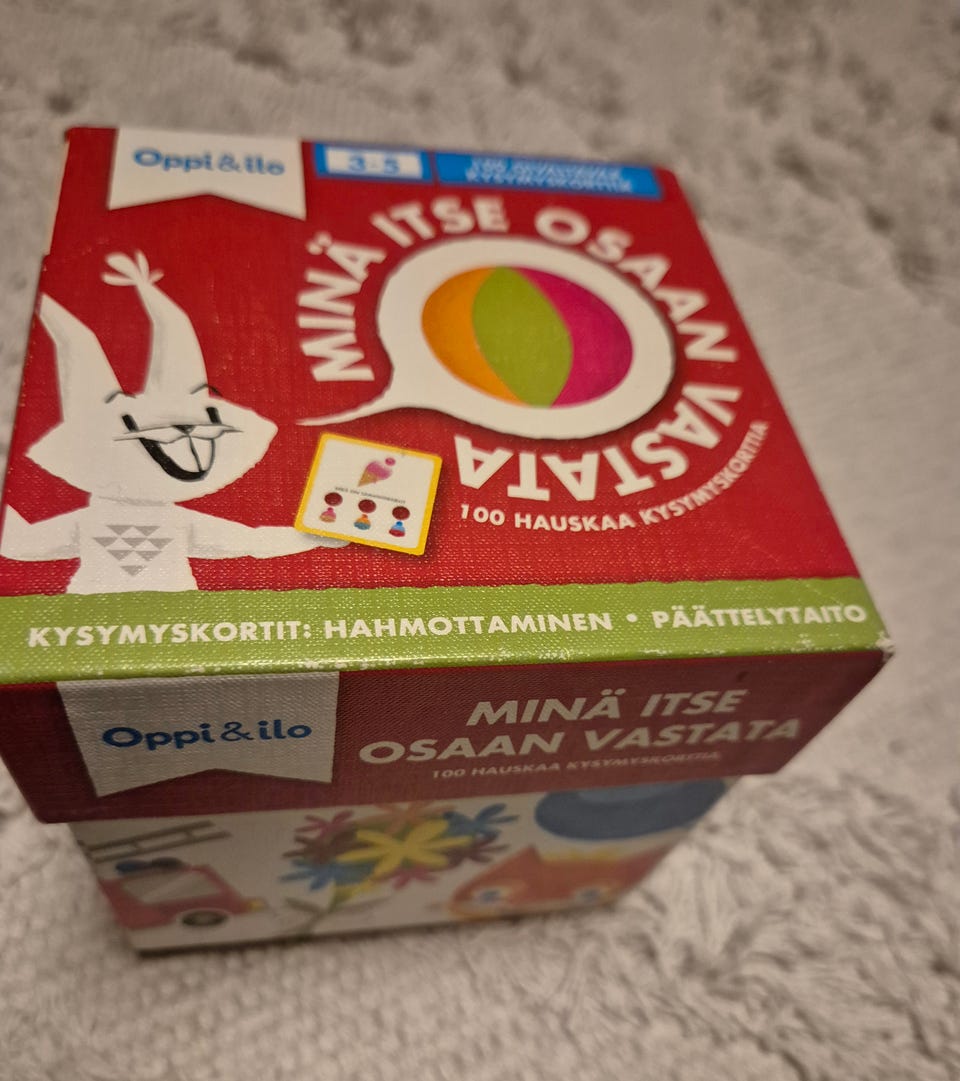 Oppi&ilo
3-5
KYSYMYSKORTTIA
MINÄ ITSE OSAAN VASTATA
100 HAUSKAA KYSYMYSKORTTIA
KYSYMYSKORTIT: HAHMOTTAMINEN • PÄÄTTELYTAITO
Oppi&ilo
MINÄ ITSE
OSAAN VASTATA
100 HAUSKAA KYSYMYSKORTTIA